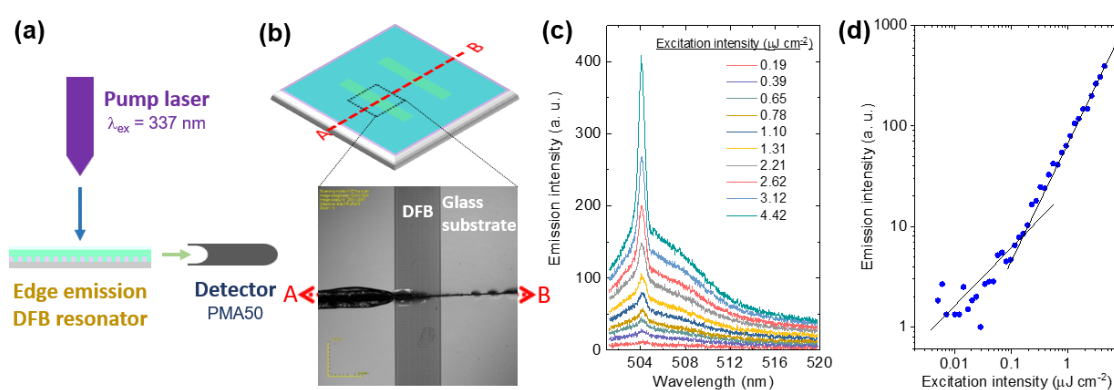 (a)
Pump laser
λex = 337 nm
Edge emission
DFB resonator
Detector
PMA50
(b)
A
B
DFB
Glass
substrate
A
B
(c)
Excitation intensity (μJ cm-2)
0.19
0.39
0.65
0.78
1.10
1.31
2.21
2.62
3.12
4.42
Emission intensity (a. u.)
400
300
200
100
0
504
508
512
516
520
Wavelength (nm)
(d)
Emission intensity (a. u.)
1000
100
10
1
0.01
0.1
1
Excitation intensity (μJ cm-2)